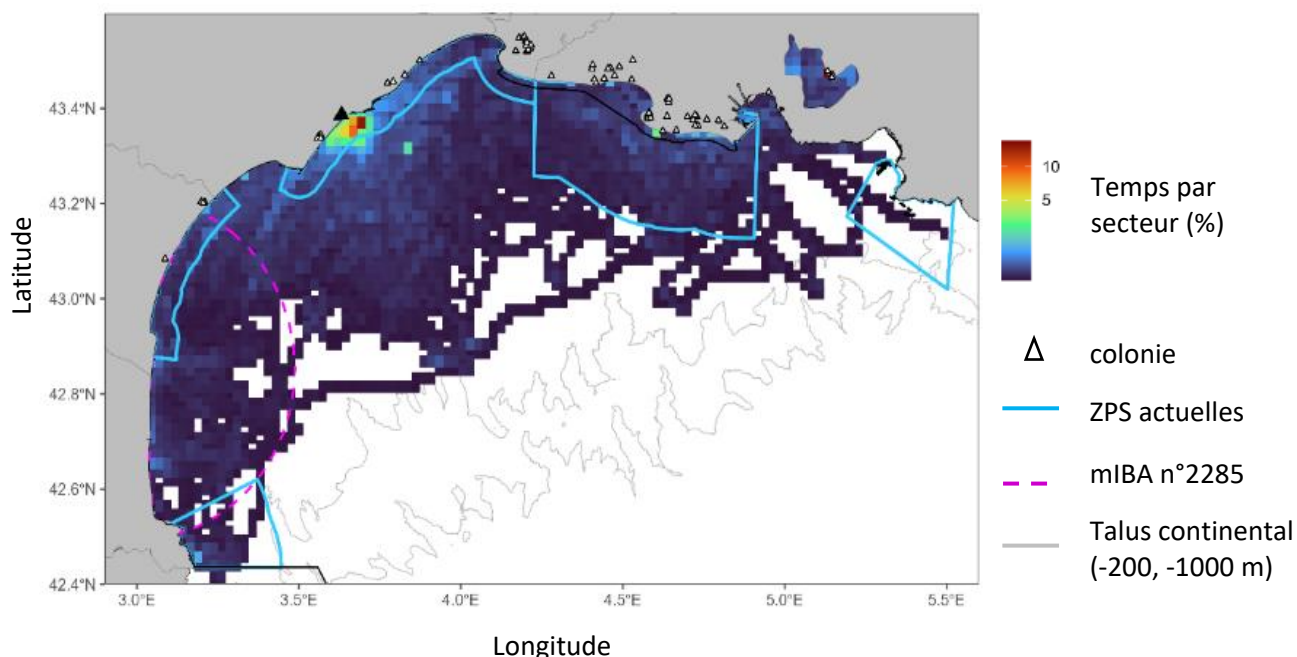 43.4°N
43.2°N
43.0°N
42.8°N
42.6°N
42.4°N
Latitude
3.0°E
3.5°E
4.0°E
4.5°E
5.0°E
5.5°E
Longitude
10
5
Temps par
secteur (%)
colonie
ZPS actuelles
mIBA n°2285
Talus continental
(-200, -1000 m)